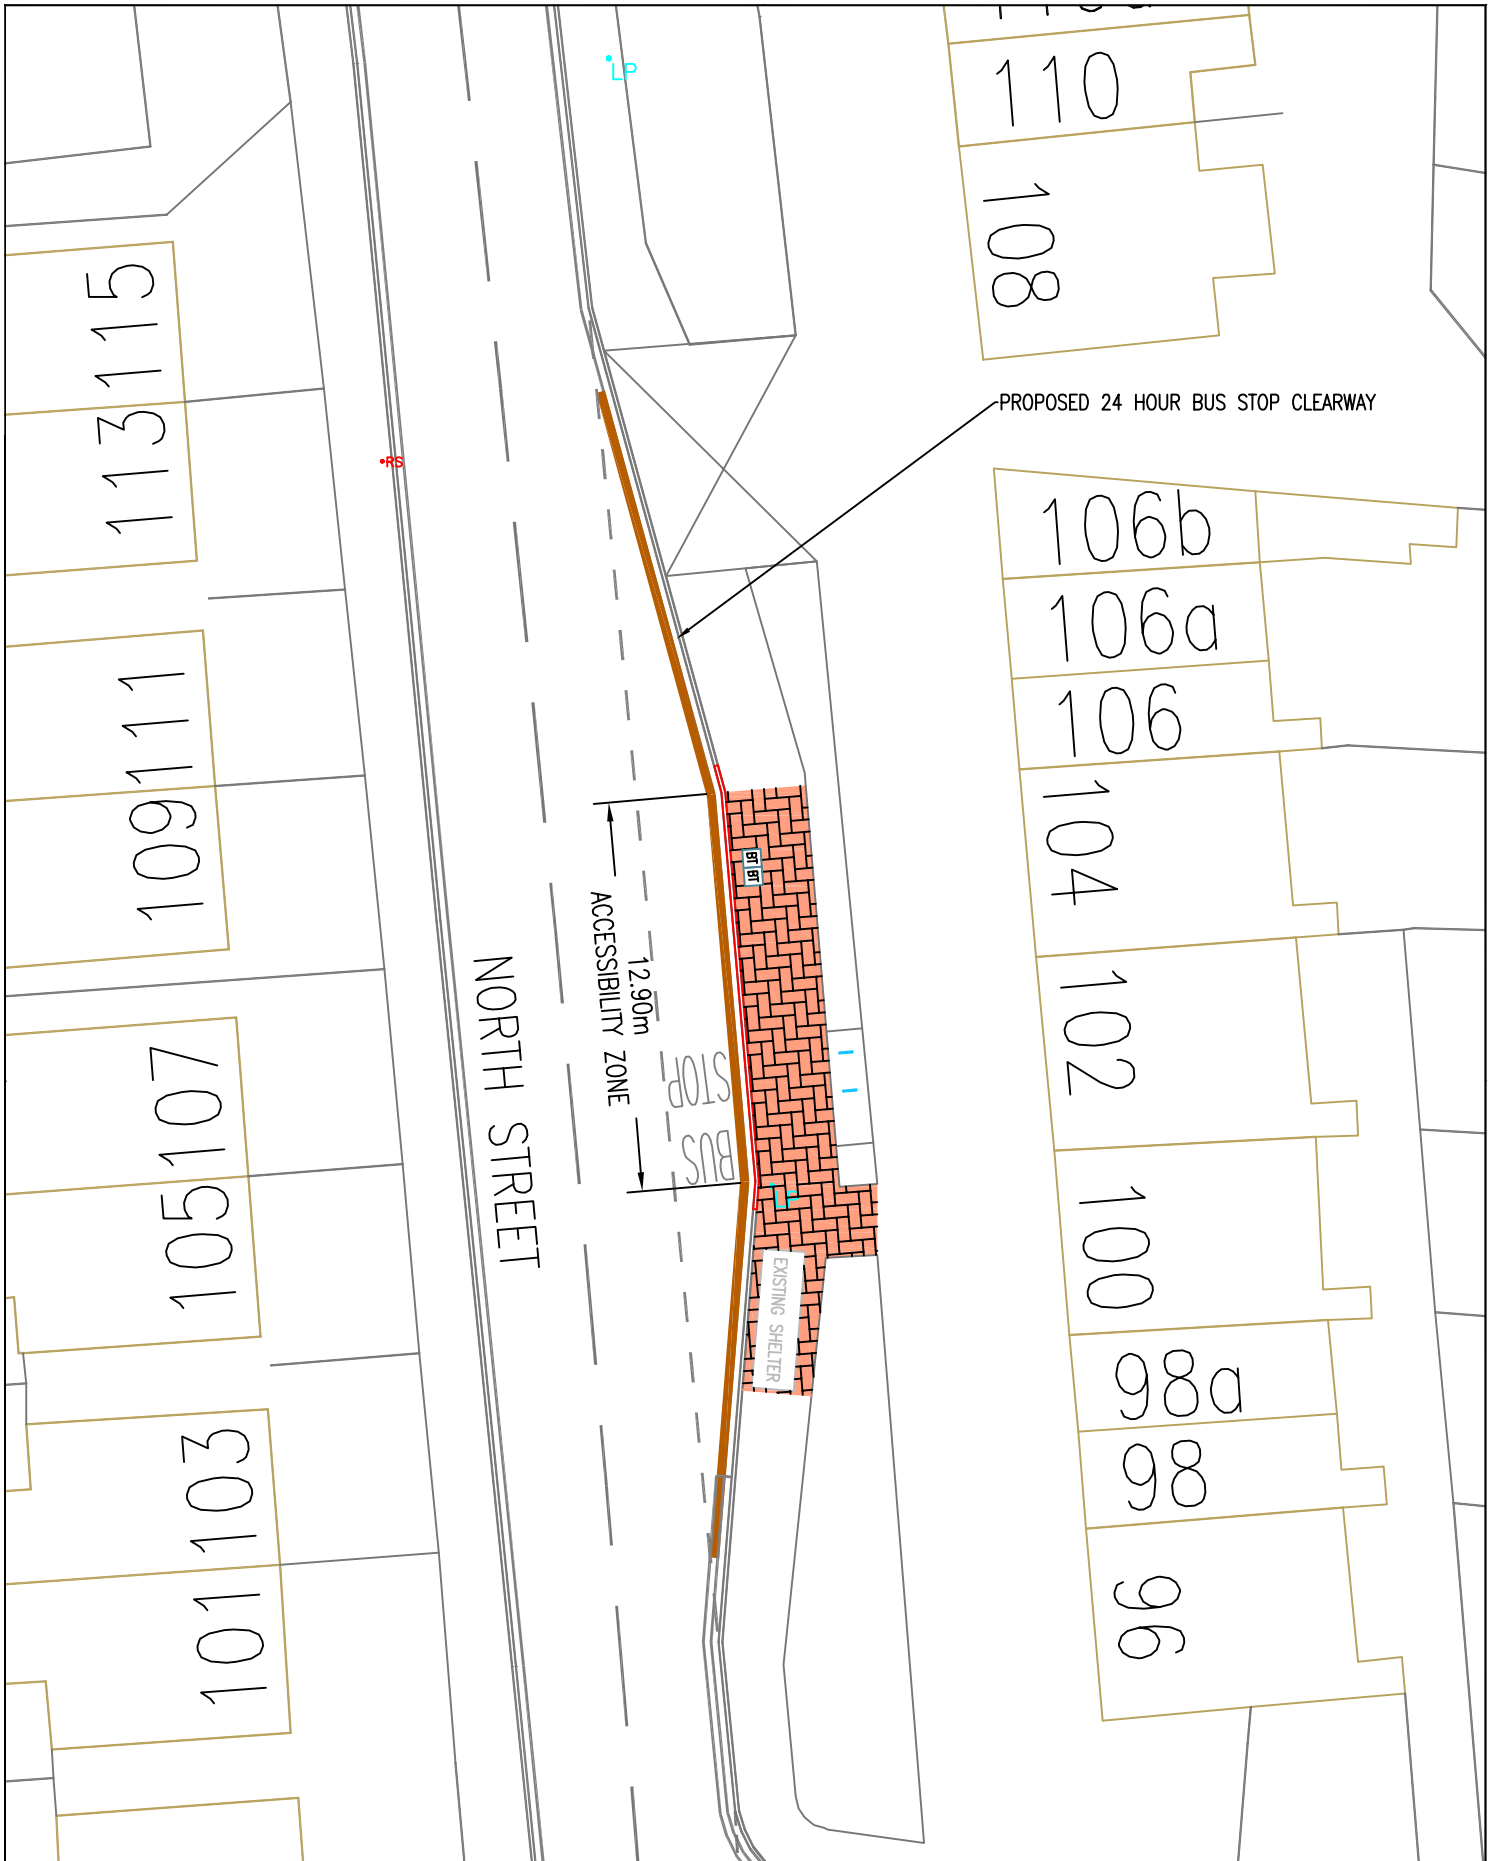 LP
110
108
115
113
RS
PROPOSED 24 HOUR BUS STOP CLEARWAY
106b
106a
106
111
109
104
BT BT
12.90m
ACCESSIBILITY ZONE
NORTH STREET
BUS
STOP
102
107
105
LP
100
EXISTING SHELTER
98a
98
103
101
96